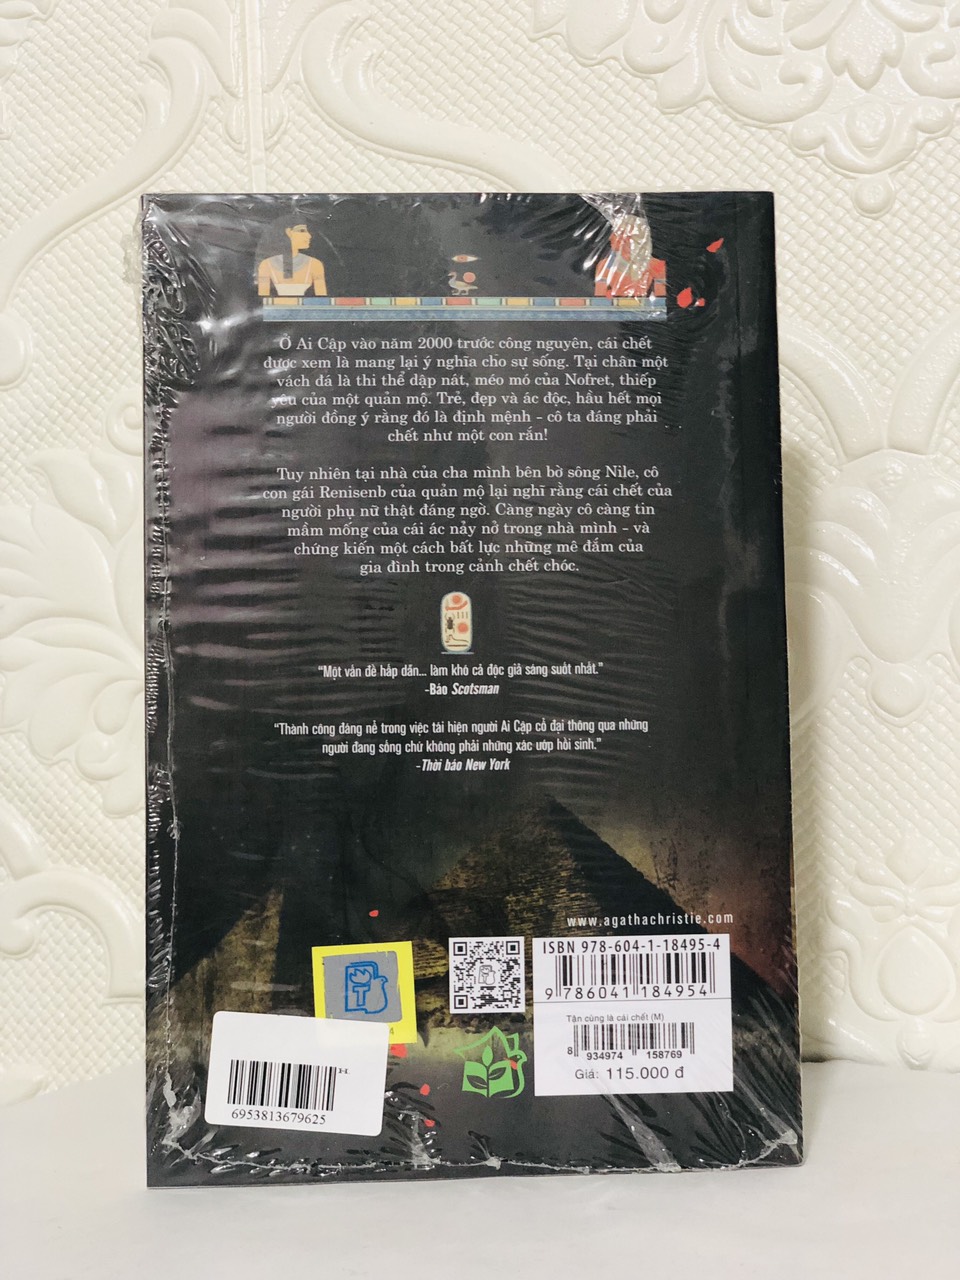 Ở Ai Cập vào năm 2000 trước công nguyên, cái chết
được xem là mang lại ý nghĩa cho sự sống. Tại chân một
vách đá là thi thể dập nát, méo mó của Nofret, thiếp
yêu của một quản mộ. Trẻ, đẹp và ác độc, hầu hết mọi
người đồng ý rằng đó là định mệnh - cô ta đáng phải
chết như một con rắn!
Tuy nhiên tại nhà của cha mình bên bờ sông Nile, cô
con gái Renisenb của quản mộ lại nghĩ rằng cái chết của
người phụ nữ thật đáng ngờ. Càng ngày cô càng tin
mầm mống của cái ác nảy nở trong nhà mình - và
chứng kiến một cách bất lực những mê đắm của
gia đình trong cảnh chết chóc.
“Một vấn đề hấp dẫn... làm khó cả độc giả sáng suốt nhất.”
-Báo Scotsman
“Thành công đáng nể trong việc tái hiện người Ai Cập cổ đại thông qua những
người đang sống chứ không phải những xác ướp hồi sinh.”
-Thời báo New York
www.agathachristie.com
ISBN 978-604-1-18495-4
9 786041 184954
Tận cùng là cái chết (M)
8 934974 158769
Giá: 115.000 đ
T
4
X-X.
6953813679625